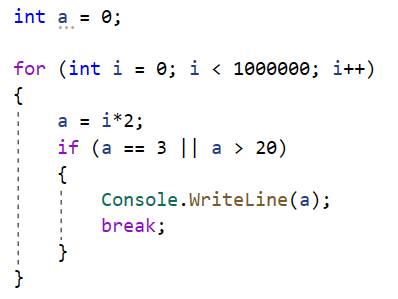 int a = 0;
for (int i = 0; i < 1000000; i++)
{
a = i*2;
if (a == 3 || a > 20)
{
Console.WriteLine(a);
break;
}
}